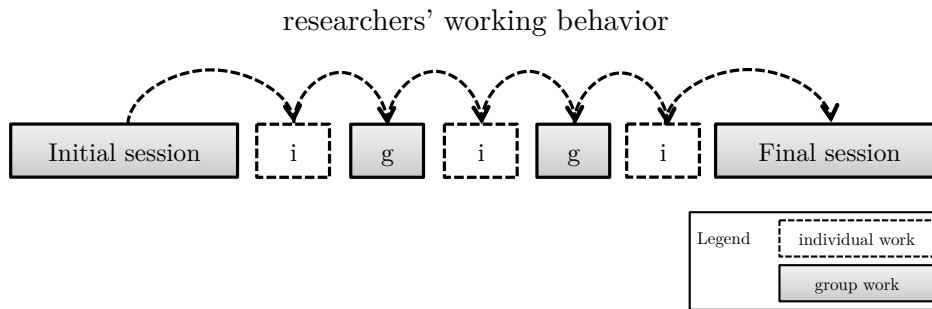 researchers’ working behavior
Initial session i g i g i Final session
Legend individual work
group work